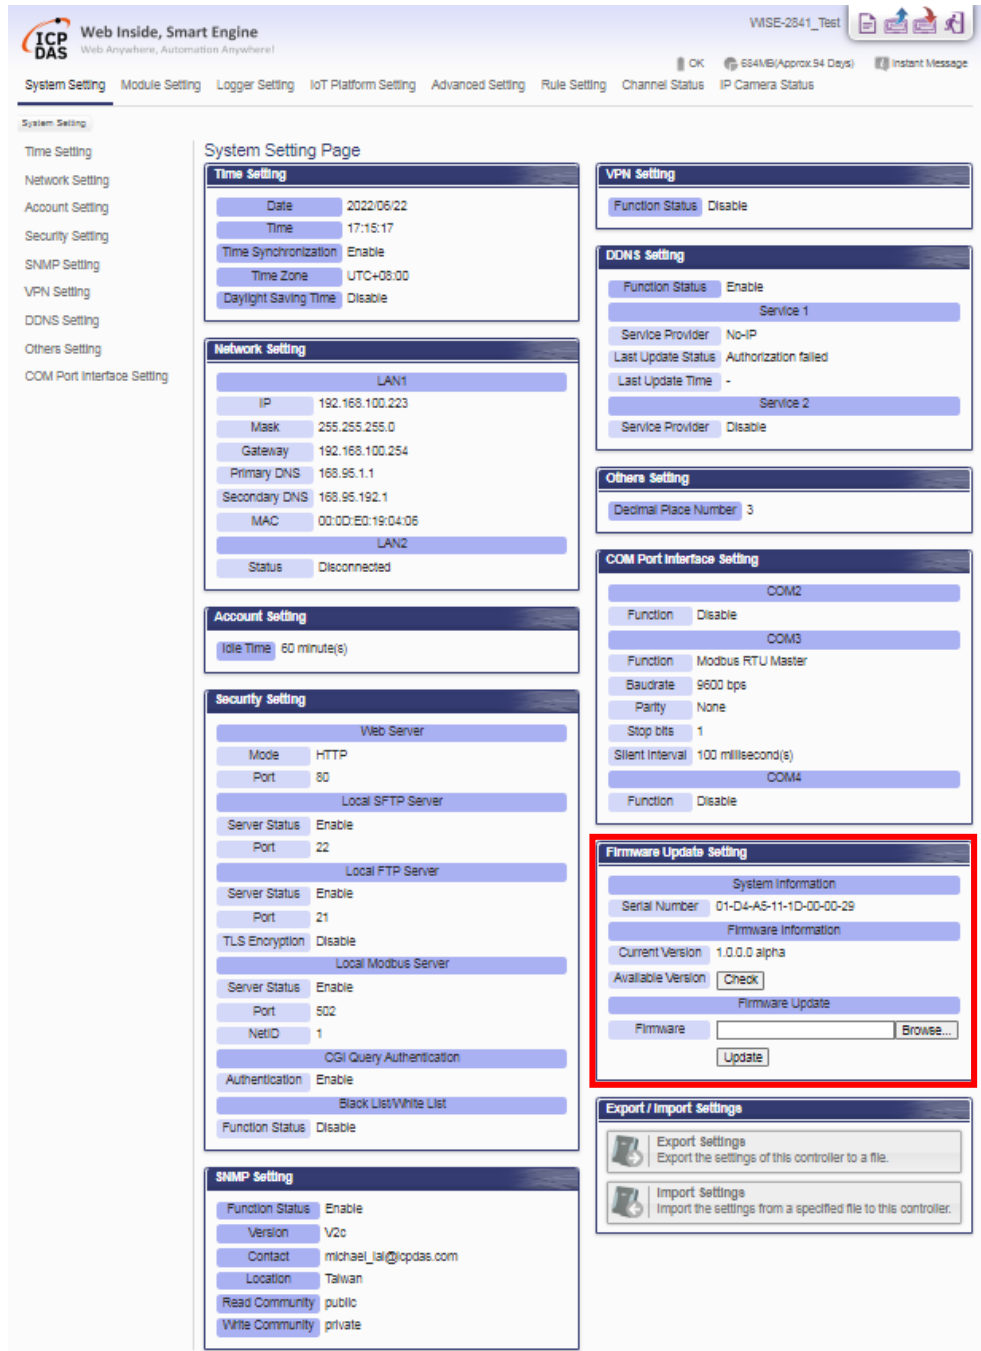 ICP DAS
Web Inside, Smart Engine
Web Anywhere, Automation Anywhere!
WISE-2841_Test
OK 684MB(Approx.94 Days) Instant Message
System Setting Module Setting Logger Setting IoT Platform Setting Advanced Setting Rule Setting Channel Status IP Camera Status
System Setting
Time Setting
Network Setting
Account Setting
Security Setting
SNMP Setting
VPN Setting
DDNS Setting
Others Setting
COM Port Interface Setting
System Setting Page
Time Setting
Date 2022/06/22
Time 17:15:17
Time Synchronization Enable
Time Zone UTC+08:00
Daylight Saving Time Disable
Network Setting
LAN1
IP 192.168.100.223
Mask 255.255.255.0
Gateway 192.168.100.254
Primary DNS 168.95.1.1
Secondary DNS 168.95.192.1
MAC 00:0D:E0:19:04:06
LAN2
Status Disconnected
Account Setting
Idle Time 60 minute(s)
Security Setting
Web Server
Mode HTTP
Port 80
Local SFTP Server
Server Status Enable
Port 22
Local FTP Server
Server Status Enable
Port 21
TLS Encryption Disable
Local Modbus Server
Server Status Enable
Port 502
NetID 1
CGI Query Authentication
Authentication Enable
Black List/White List
Function Status Disable
SNMP Setting
Function Status Enable
Version V2c
Contact michael_lai@icpdas.com
Location Taiwan
Read Community public
Write Community private
VPN Setting
Function Status Disable
DDNS Setting
Function Status Enable
Service 1
Service Provider No-IP
Last Update Status Authorization failed
Last Update Time -
Service 2
Service Provider Disable
Others Setting
Decimal Place Number 3
COM Port Interface Setting
COM2
Function Disable
COM3
Function Modbus RTU Master
Baudrate 9600 bps
Parity None
Stop bits 1
Silent Interval 100 millisecond(s)
COM4
Function Disable
Firmware Update Setting
System Information
Serial Number 01-D4-A5-11-1D-00-00-29
Firmware Information
Current Version 1.0.0.0 alpha
Available Version Check
Firmware Update
Firmware Browse...
Update
Export / Import Settings
Export Settings
Export the settings of this controller to a file.
Import Settings
Import the settings from a specified file to this controller.